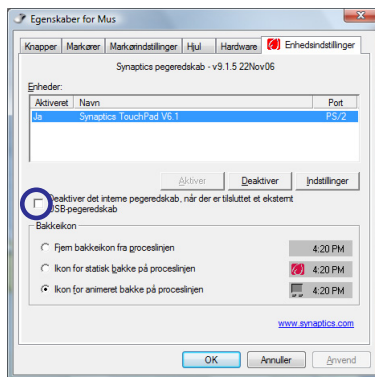 Egenskaber for Mus
Knapper Markører Markørindstillinger Hjul Hardware Enhedsindstillinger
Synaptics pegeredskab - v9.1.5 22Nov06
Enheder:
Aktiveret Navn Port
Ja Synaptics TouchPad V6.1 PS/2
Aktiver Deaktiver Indstillinger
Deaktiver det interne pegeredskab, når der er tilsluttet et eksternt
USB-pegeredskab
Bakkeikon
Fjern bakkeikon fra proceslinjen 4:20 PM
Ikon for statisk bakke på proceslinjen 4:20 PM
Ikon for animeret bakke på proceslinjen 4:20 PM
www.synaptics.com
OK Annuller Anvend